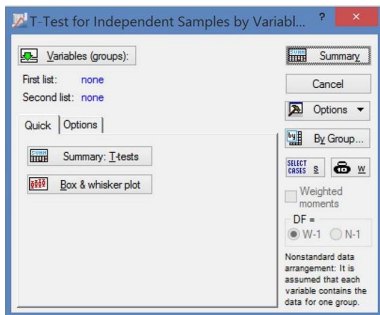 T-Test for Independent Samples by Variabl... ? ×
Variables (groups):
First list: none
Second list: none
Quick Options
Summary: T-tests
Box & whisker plot
Summary
Cancel
Options
By Group...
SELECT
CASES S W
Weighted
moments
DF =
W-1 N-1
Nonstandard data
arrangement: It is
assumed that each
variable contains the
data for one group.